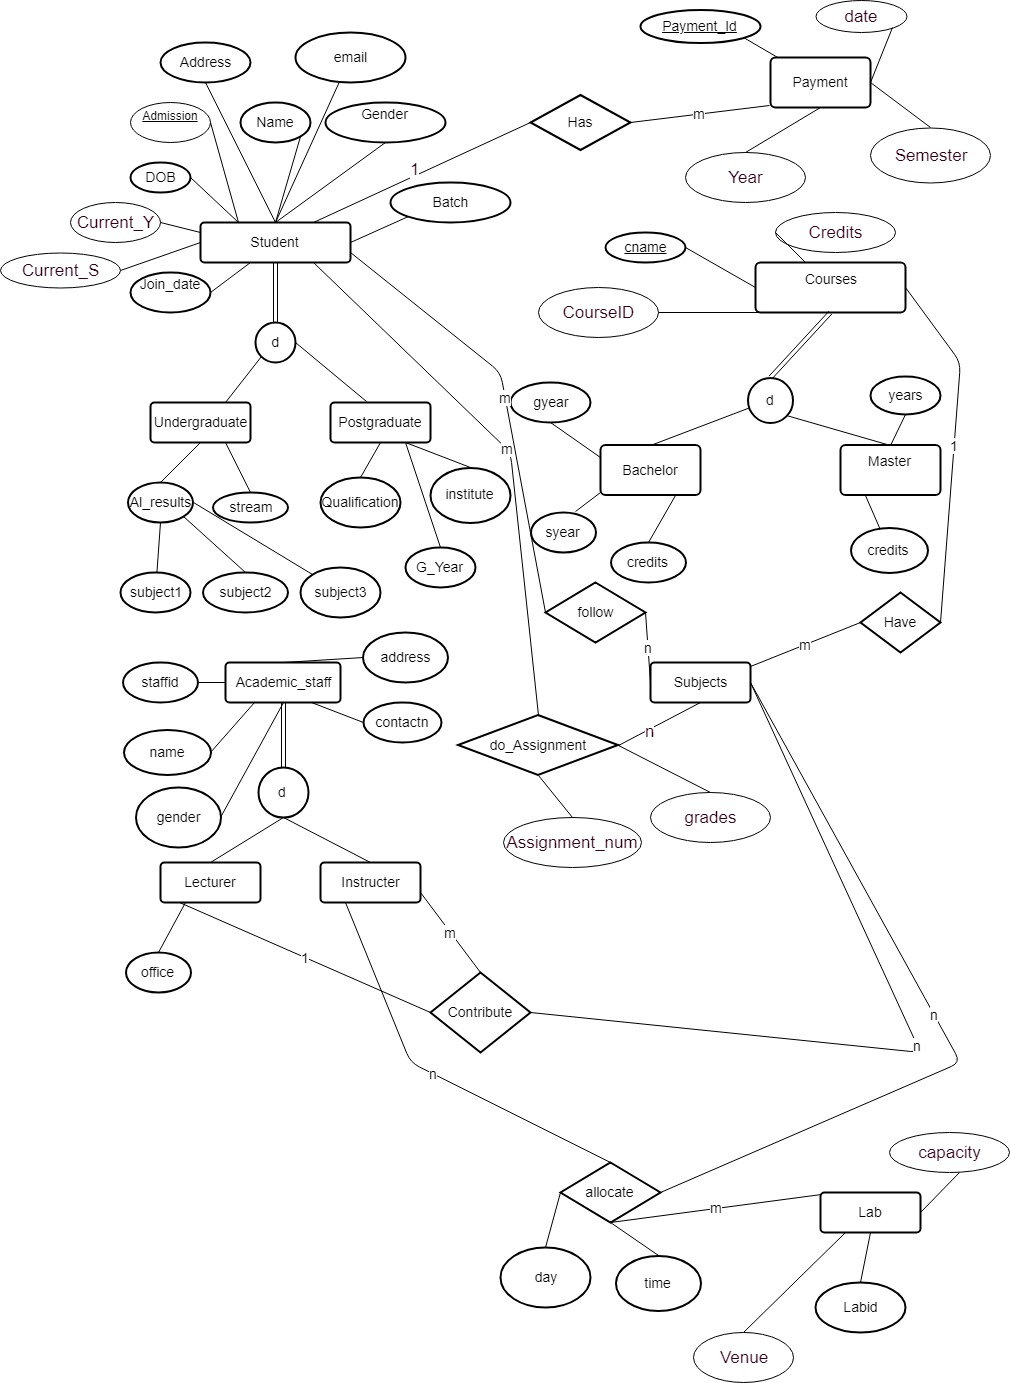 date
Payment_Id
email
Address
Payment
Admission
Name
Gender
Has
m
Semester
1
DOB
Year
Batch
Current_Y
Student
cname
Credits
Current_S
Join_date
Courses
CourseID
d
d
years
m
gyear
Undergraduate
Postgraduate
m
1
Master
Bachelor
institute
AI_results
stream
Qualification
syear
credits
credits
G_Year
subject1
subject2
subject3
follow
Have
n
m
address
staffid
Academic_staff
Subjects
contactn
n
name
do_Assignment
d
gender
grades
Assignment_num
Lecturer
Instructer
m
1
office
Contribute
n
n
n
capacity
allocate
m
Lab
day
time
Labid
Venue